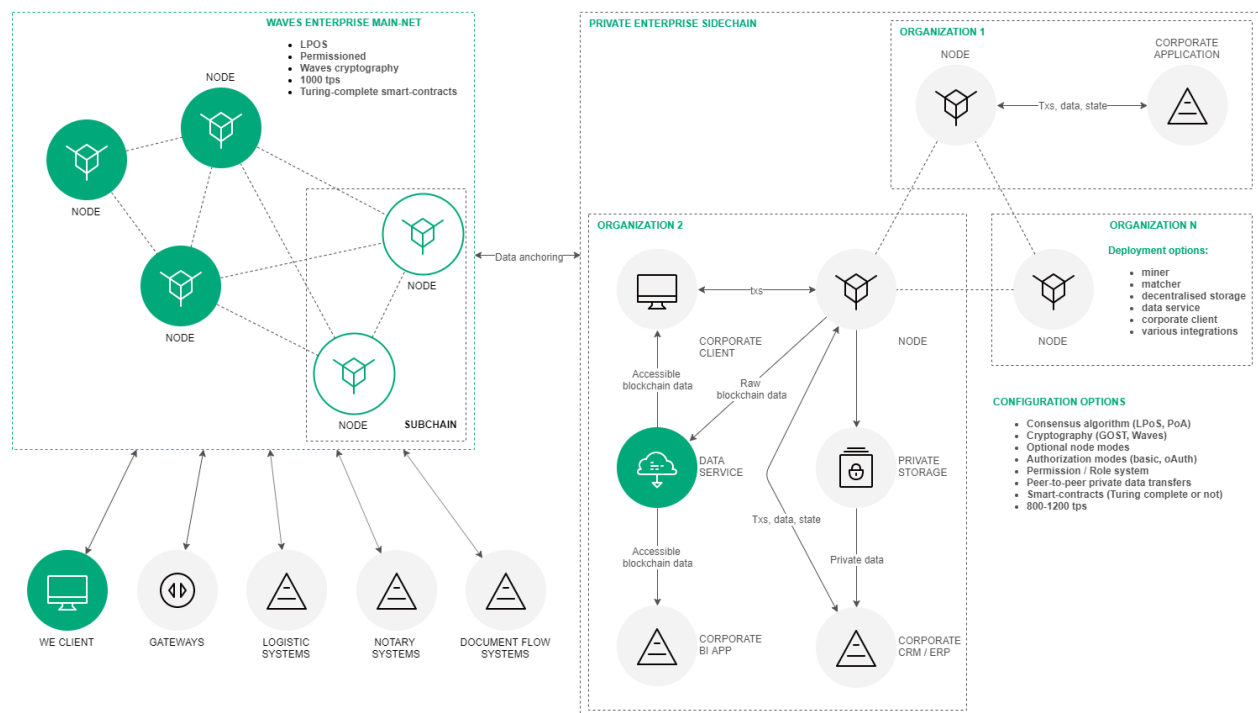 WAVES ENTERPRISE MAIN-NET
LPOS
Permissioned
Waves cryptography
1000 tps
Turing-complete smart-contracts
NODE
NODE
NODE
NODE
NODE
SUBCHAIN
WE CLIENT
GATEWAYS
LOGISTIC
SYSTEMS
NOTARY
SYSTEMS
DOCUMENT FLOW
SYSTEMS
Data anchoring
PRIVATE ENTERPRISE SIDECHAIN
ORGANIZATION 1
NODE
Txs, data, state
CORPORATE
APPLICATION
ORGANIZATION 2
txs
CORPORATE
CLIENT
NODE
Accessible
blockchain data
Raw
blockchain data
DATA
SERVICE
PRIVATE
STORAGE
Txs, data, state
Accessible
blockchain data
Private data
CORPORATE
BI APP
CORPORATE
CRM / ERP
ORGANIZATION N
Deployment options:
miner
matcher
decentralised storage
data service
corporate client
various integrations
NODE
CONFIGURATION OPTIONS
Consensus algorithm (LPoS, PoA)
Cryptography (GOST, Waves)
Optional node modes
Authorization modes (basic, oAuth)
Permission / Role system
Peer-to-peer private data transfers
Smart-contracts (Turing complete or not)
800-1200 tps